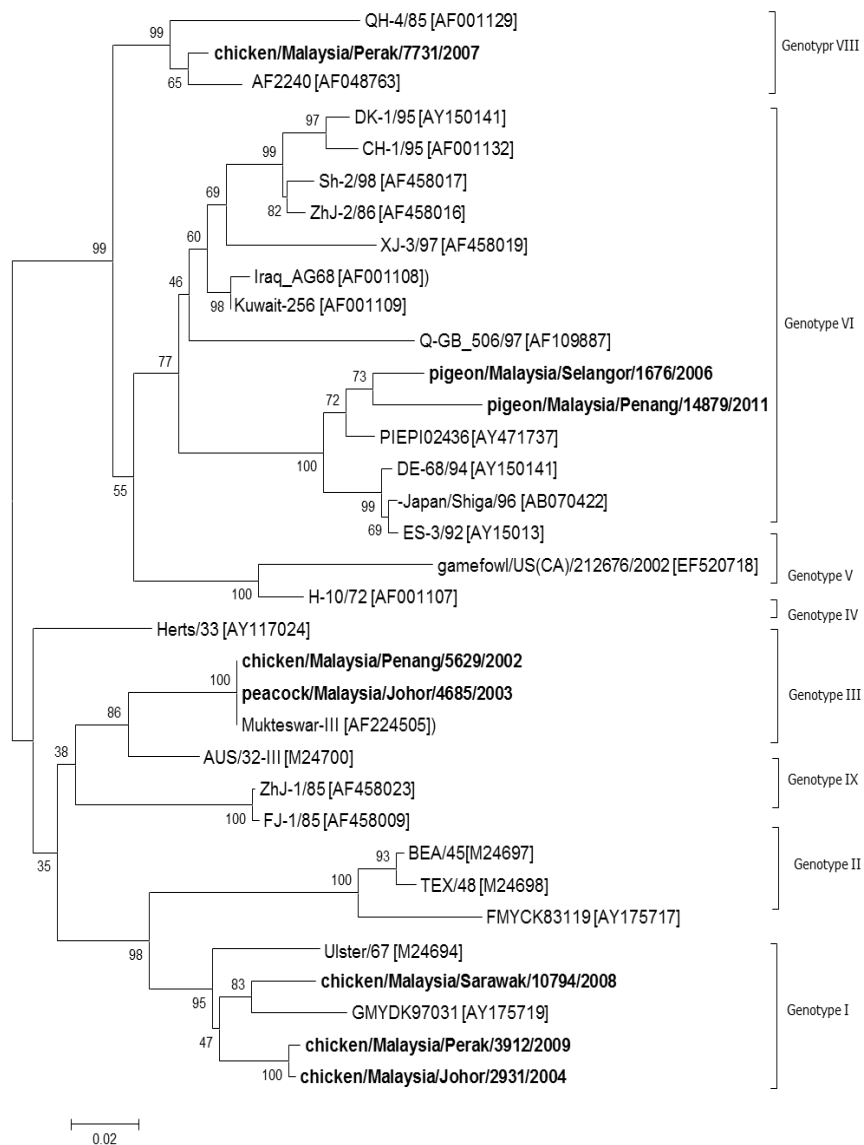 QH-4/85 [AF001129]
99
Genotypr VIII
chicken/Malaysia/Perak/7731/2007
65
AF2240 [AF048763]
DK-1/95 [AY150141]
97
CH-1/95 [AF001132]
99
Sh-2/98 [AF458017]
69
82
ZhJ-2/86 [AF458016]
60
XJ-3/97 [AF458019]
99
46
Iraq_AG68 [AF001108])
98
Kuwait-256 [AF001109]
Genotype VI
Q-GB_506/97 [AF109887]
77
73
pigeon/Malaysia/Selangor/1676/2006
72
pigeon/Malaysia/Penang/14879/2011
PIEPI02436 [AY471737]
100
DE-68/94 [AY150141]
55
99
-Japan/Shiga/96 [AB070422]
69
ES-3/92 [AY15013]
gamefowl/US(CA)/212676/2002 [EF520718]
Genotype V
100
H-10/72 [AF001107]
Genotype IV
Herts/33 [AY117024]
chicken/Malaysia/Penang/5629/2002
100
peacock/Malaysia/Johor/4685/2003
Genotype III
86
Mukteswar-III [AF224505])
38
AUS/32-III [M24700]
Genotype IX
ZhJ-1/85 [AF458023]
100
FJ-1/85 [AF458009]
35
BEA/45[M24697]
93
Genotype II
100
TEX/48 [M24698]
FMYCK83119 [AY175717]
98
Ulster/67 [M24694]
83
chicken/Malaysia/Sarawak/10794/2008
95
GMYDK97031 [AY175719]
Genotype I
47
chicken/Malaysia/Perak/3912/2009
100
chicken/Malaysia/Johor/2931/2004
0.02